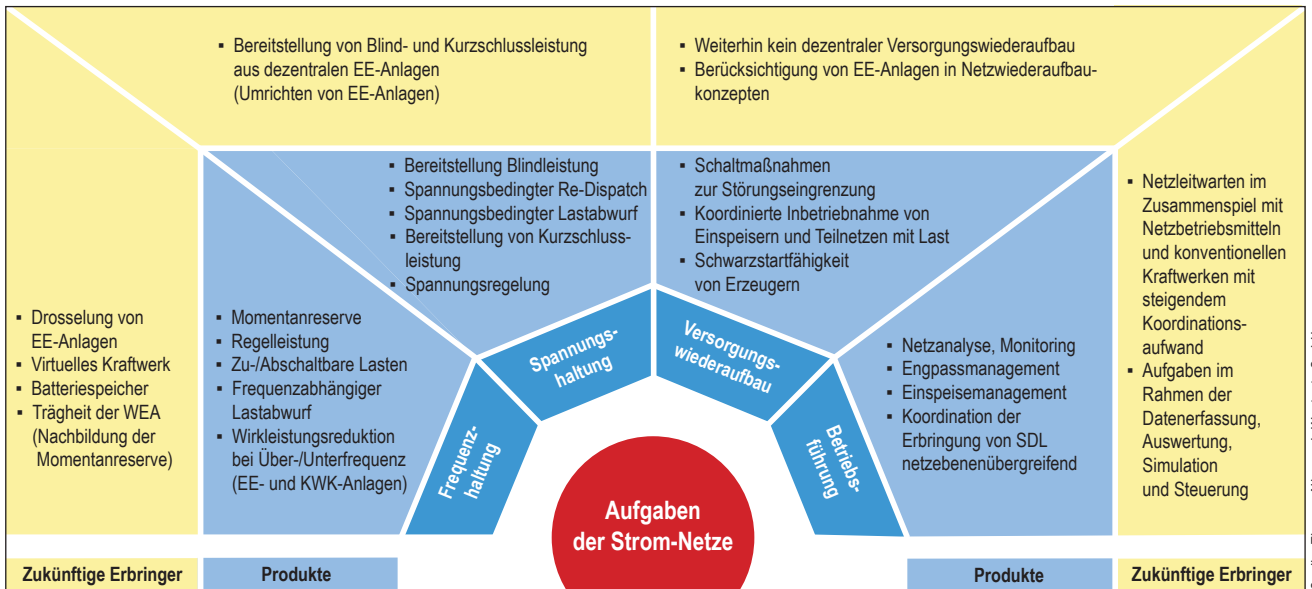 ▪ Bereitstellung von Blind- und Kurzschlussleistung
aus dezentralen EE-Anlagen
(Umrichten von EE-Anlagen)
▪ Weiterhin kein dezentraler Versorgungswiederaufbau
▪ Berücksichtigung von EE-Anlagen in Netzwiederaufbau-
konzepten
▪ Bereitstellung Blindleistung
▪ Spannungsbedingter Re-Dispatch
▪ Spannungsbedingter Lastabwurf
▪ Bereitstellung von Kurzschluss-
leistung
▪ Spannungsregelung
▪ Schaltmaßnahmen
zur Störungseingrenzung
▪ Koordinierte Inbetriebnahme von
Einspeisern und Teilnetzen mit Last
▪ Schwarzstartfähigkeit
von Erzeugern
▪ Drosselung von
EE-Anlagen
▪ Virtuelles Kraftwerk
▪ Batteriespeicher
▪ Trägheit der WEA
(Nachbildung der
Momentanreserve)
▪ Momentanreserve
▪ Regelleistung
▪ Zu-/Abschaltbare Lasten
▪ Frequenzabhängiger
Lastabwurf
▪ Wirkleistungsreduktion
bei Über-/Unterfrequenz
(EE- und KWK-Anlagen)
Frequenz-
haltung
Spannungs-
haltung
Versorgungs-
wiederaufbau
Betriebs-
führung
▪ Netzanalyse, Monitoring
▪ Engpassmanagement
▪ Einspeisemanagement
▪ Koordination der
Erbringung von SDL
netzebenenübergreifend
▪ Netzleitwarten im
Zusammenspiel mit
Netzbetriebsmitteln
und konventionellen
Kraftwerken mit
steigendem
Koordinations-
aufwand
▪ Aufgaben im
Rahmen der
Datenerfassung,
Auswertung,
Simulation
und Steuerung
Aufgaben
der Strom-Netze
Zukünftige Erbringer
Produkte
Produkte
Zukünftige Erbringer